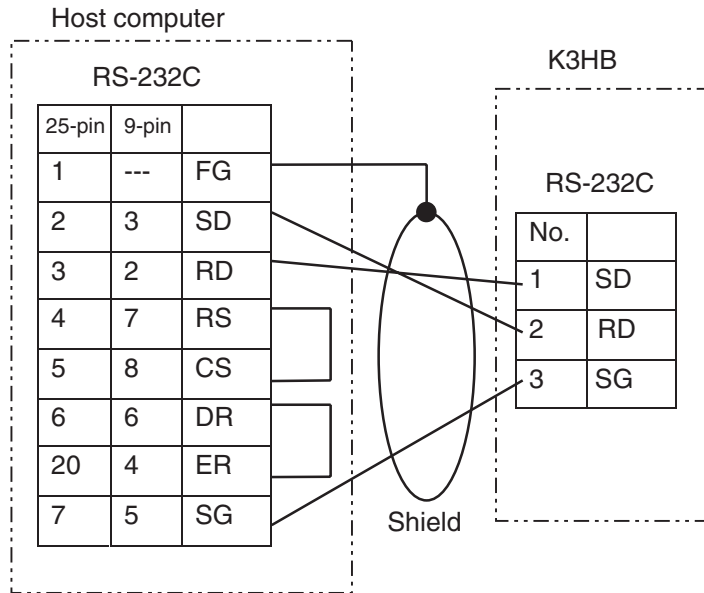 Host computer
RS-232C
25-pin 9-pin
1 --- FG
2 3 SD
3 2 RD
4 7 RS
5 8 CS
6 6 DR
20 4 ER
7 5 SG
Shield
K3HB
RS-232C
No.
1 SD
2 RD
3 SG